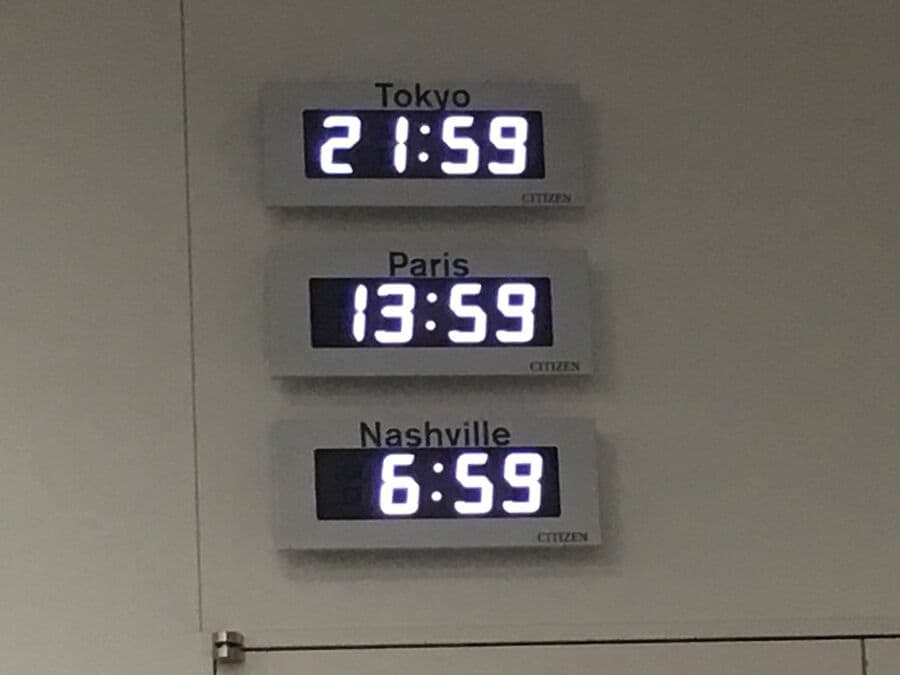 Tokyo
21:59
CITIZEN
Paris
13:59
CITIZEN
Nashville
6:59
CITIZEN